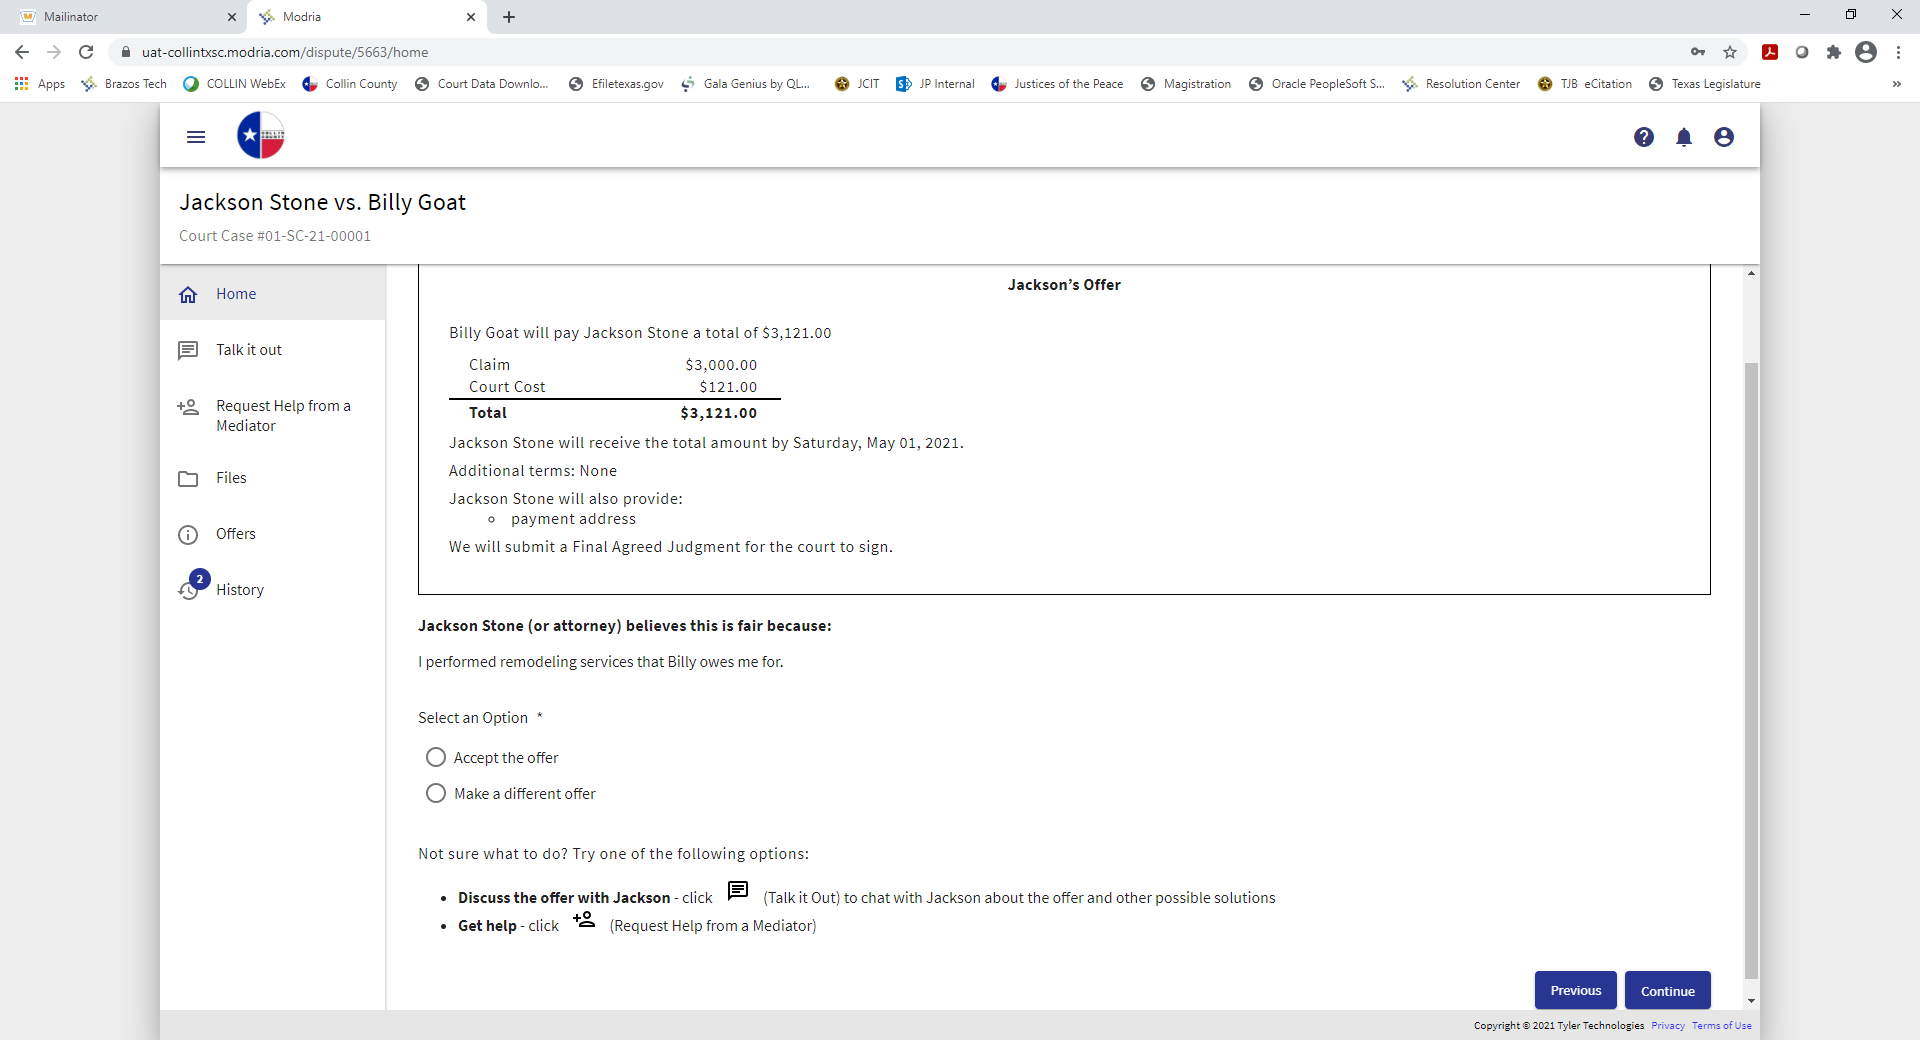 Mailinator
Modria
uat-collintxsc.modria.com/dispute/5663/home
Apps
Brazos Tech
COLLIN WebEx
Collin County
Court Data Downlo...
Efiletexas.gov
Gala Genius by QL...
JCIT
JP Internal
Justices of the Peace
Magistration
Oracle PeopleSoft S...
Resolution Center
TJB eCitation
Texas Legislature
»
Jackson Stone vs. Billy Goat
Court Case #01-SC-21-00001
Home
Talk it out
Request Help from a
Mediator
Files
Offers
2
History
Jackson's Offer
Billy Goat will pay Jackson Stone a total of $3,121.00
Claim $3,000.00
Court Cost $121.00
Total $3,121.00
Jackson Stone will receive the total amount by Saturday, May 01, 2021.
Additional terms: None
Jackson Stone will also provide:
payment address
We will submit a Final Agreed Judgment for the court to sign.
Jackson Stone (or attorney) believes this is fair because:
I performed remodeling services that Billy owes me for.
Select an Option *
Accept the offer
Make a different offer
Not sure what to do? Try one of the following options:
• Discuss the offer with Jackson - click (Talk it Out) to chat with Jackson about the offer and other possible solutions
• Get help - click (Request Help from a Mediator)
Previous
Continue
Copyright © 2021 Tyler Technologies Privacy Terms of Use